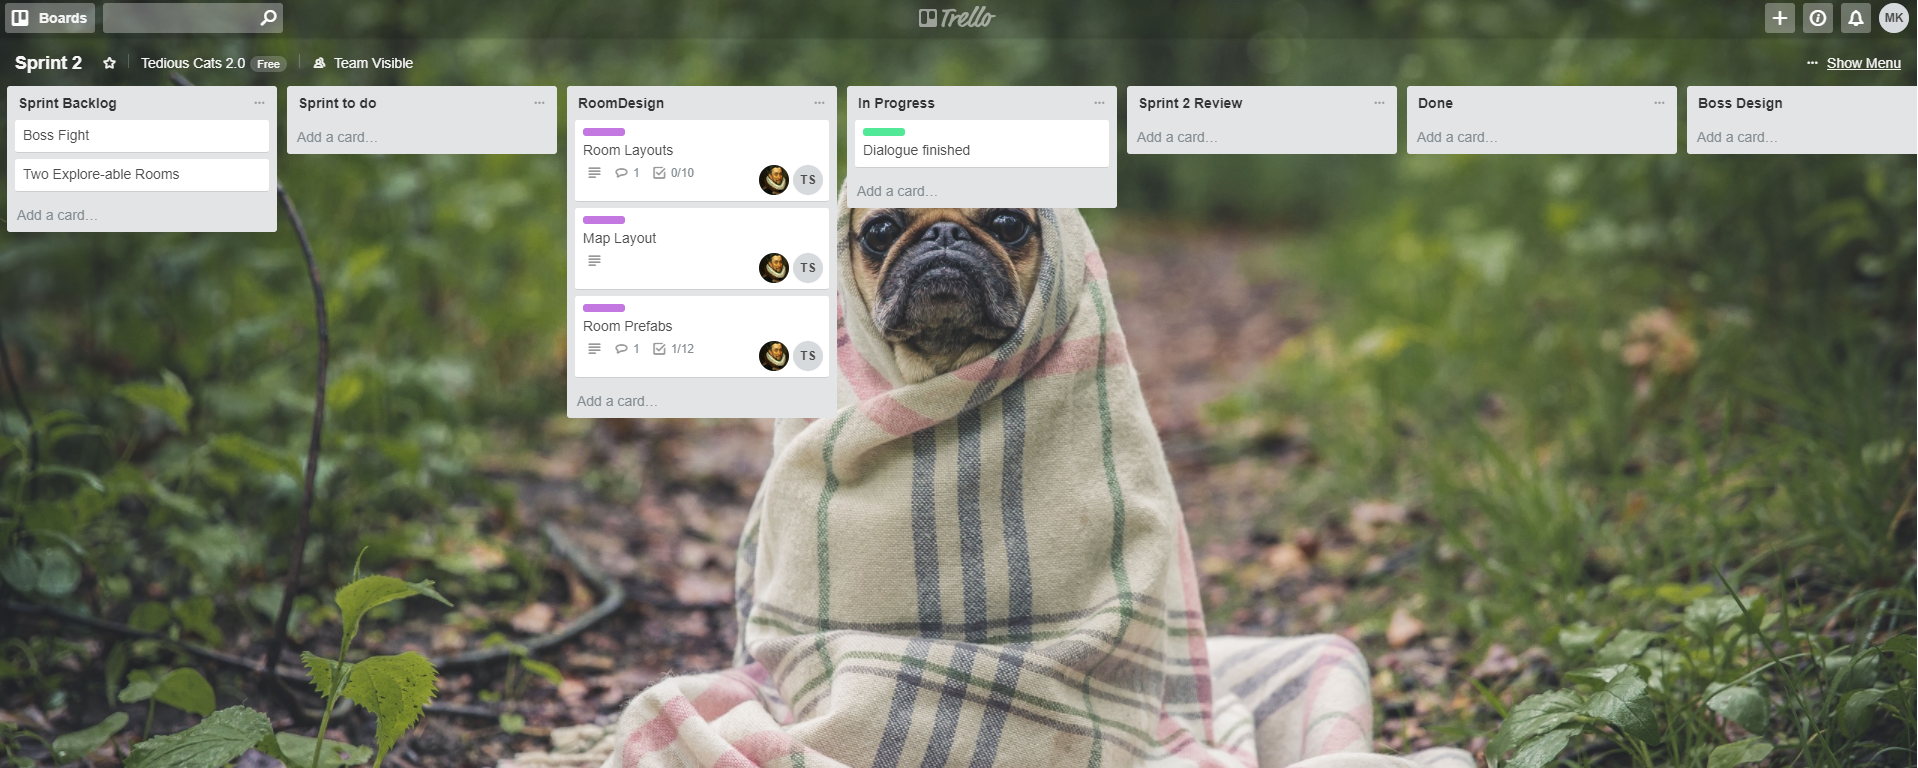 Boards
Trello
MK
Sprint 2
Tedious Cats 2.0 Free
Team Visible
... Show Menu
Sprint Backlog ...
Boss Fight
Two Explore-able Rooms
Add a card...
Sprint to do ...
Add a card...
RoomDesign ...
Room Layouts
1 0/10 TS
Map Layout
TS
Room Prefabs
1 1/12 TS
Add a card...
In Progress ...
Dialogue finished
Add a card...
Sprint 2 Review ...
Add a card...
Done ...
Add a card...
Boss Design
Add a card...